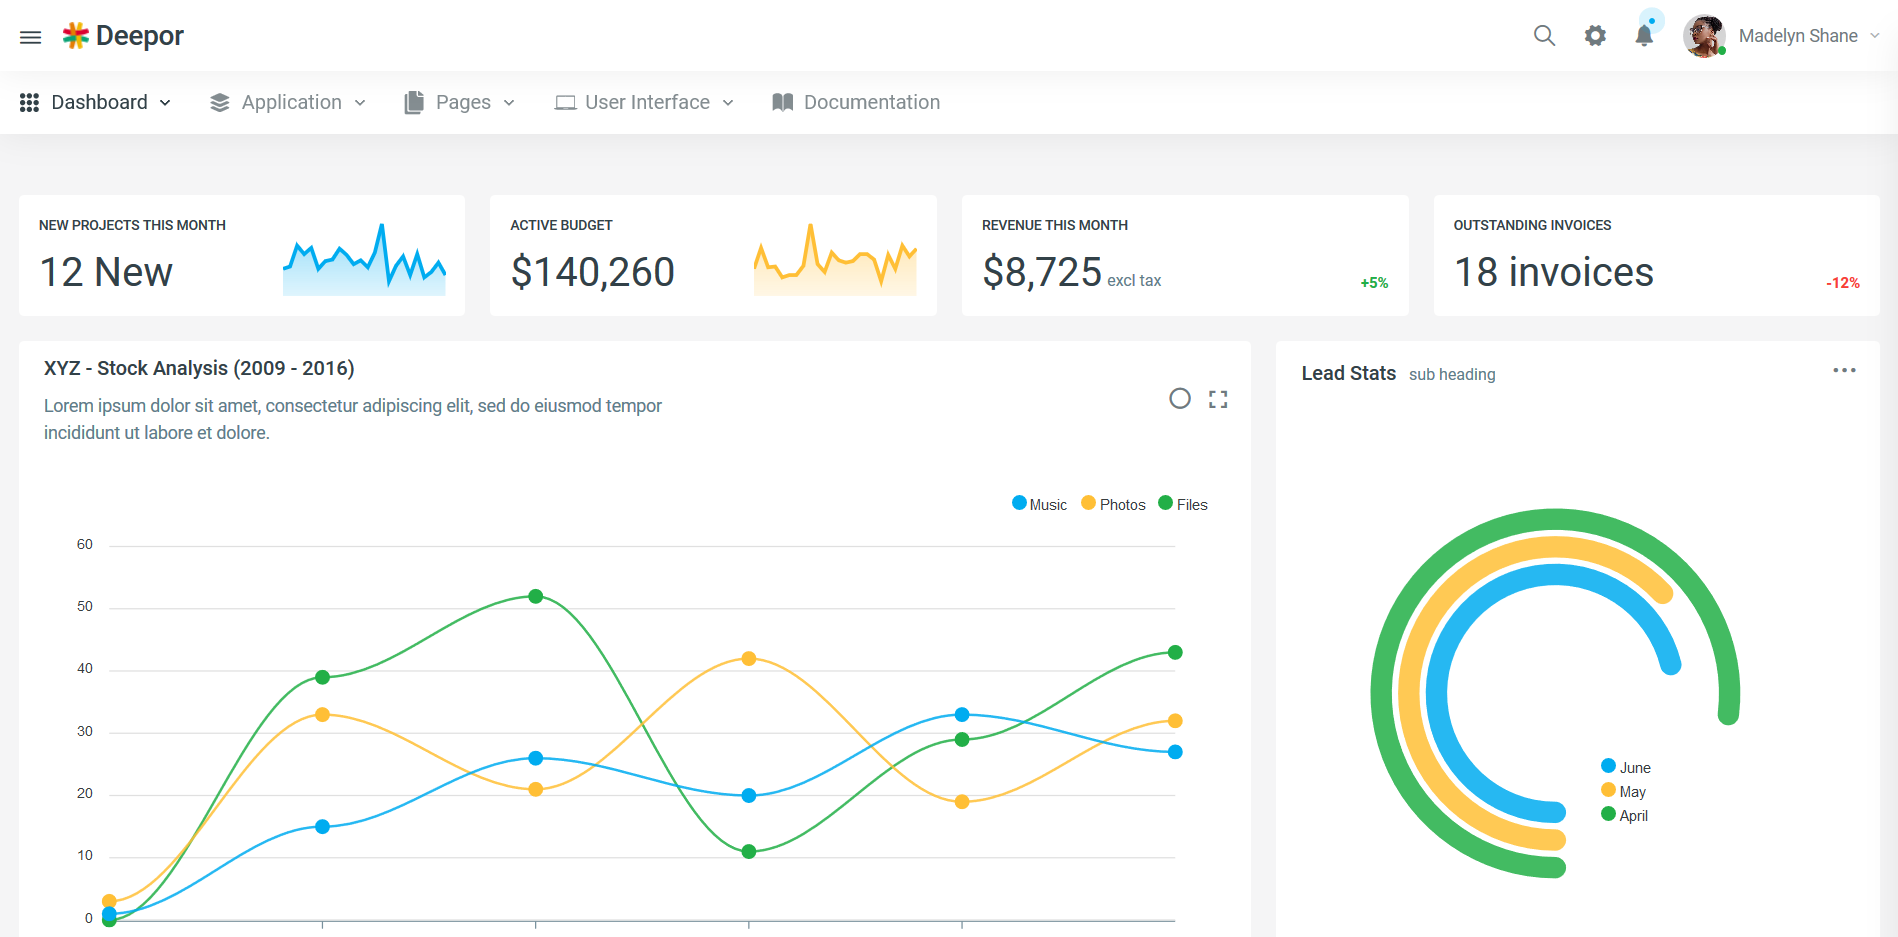 Deepor
Madelyn Shane
Dashboard
Application
Pages
User Interface
Documentation
NEW PROJECTS THIS MONTH
12 New
ACTIVE BUDGET
$140,260
REVENUE THIS MONTH
$8,725 excl tax
+5%
OUTSTANDING INVOICES
18 invoices
-12%
XYZ - Stock Analysis (2009 - 2016)
Lorem ipsum dolor sit amet, consectetur adipiscing elit, sed do eiusmod tempor
incididunt ut labore et dolore.
Music
Photos
Files
60
50
40
30
20
10
0
Lead Stats sub heading
June
May
April